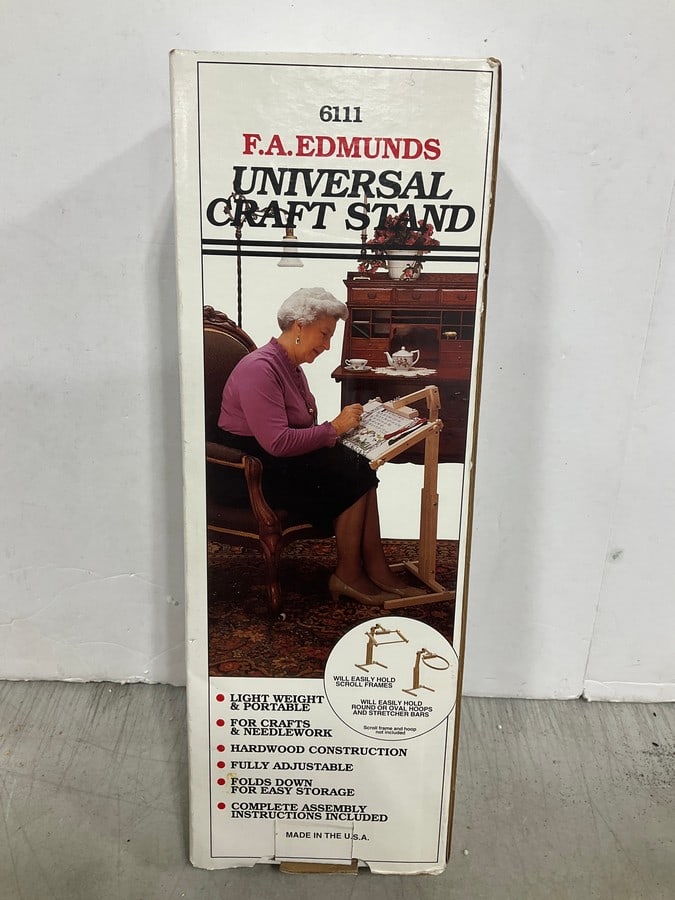 6111
F.A.EDMUNDS
UNIVERSAL
CRAFT STAND
WILL EASILY HOLD
SCROLL FRAMES
WILL EASILY HOLD
ROUND OR OVAL HOOPS
AND STRETCHER BARS
Scroll frame and hoop
not included
LIGHT WEIGHT
& PORTABLE
FOR CRAFTS
& NEEDLEWORK
HARDWOOD CONSTRUCTION
FULLY ADJUSTABLE
FOLDS DOWN
FOR EASY STORAGE
COMPLETE ASSEMBLY
INSTRUCTIONS INCLUDED
MADE IN THE U.S.A.